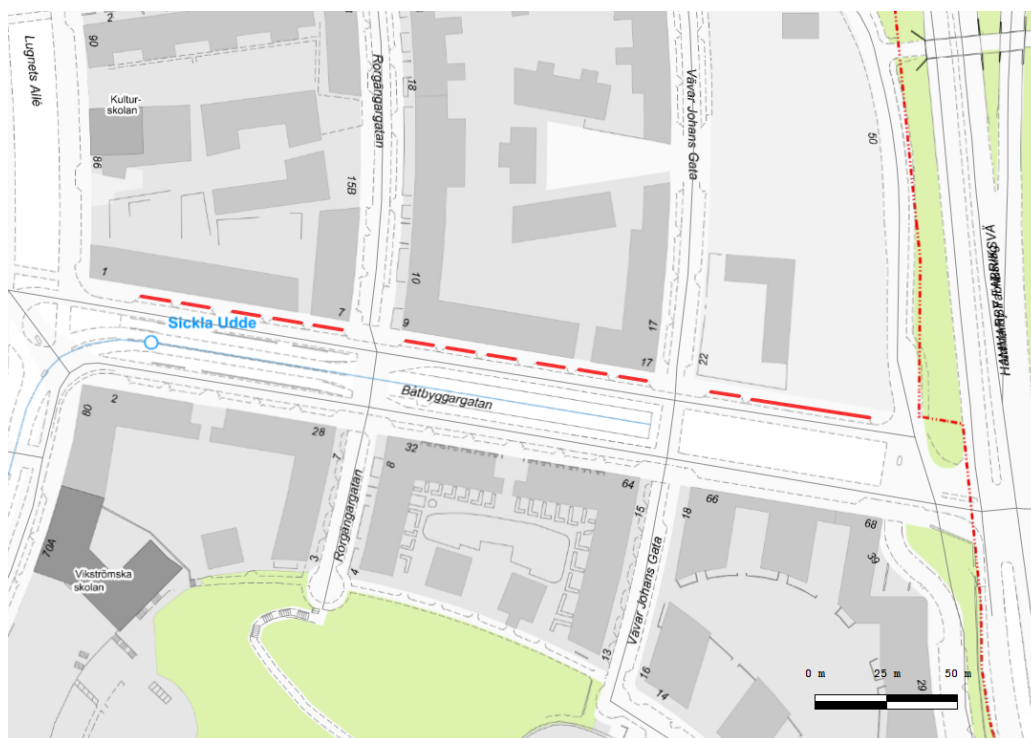 2
90
Lugnets Allé
Kultur-
skolan
86
Rorgängargatan
18
15B
Vävar Johans Gata
50
1
7
10
9
17
17
22
Sickla Udde
Båtbyggargatan
80
2
28
7
8
32
64
15
18
66
68
39
70A
Vikströmska
skolan
3
Rorgängargatan
4
Vävar Johans Gata
13
16
14
29
0 m 25 m 50 m